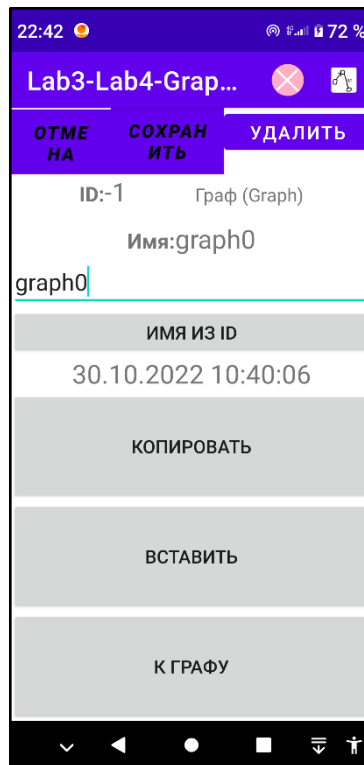 22:42 72 %
Lab3-Lab4-Grap...
ОТМЕ
НА
СОХРАН
ИТЬ
УДАЛИТЬ
ID:-1 Граф (Graph)
Имя:graph0
graph0
ИМЯ ИЗ ID
30.10.2022 10:40:06
КОПИРОВАТЬ
ВСТАВИТЬ
К ГРАФУ